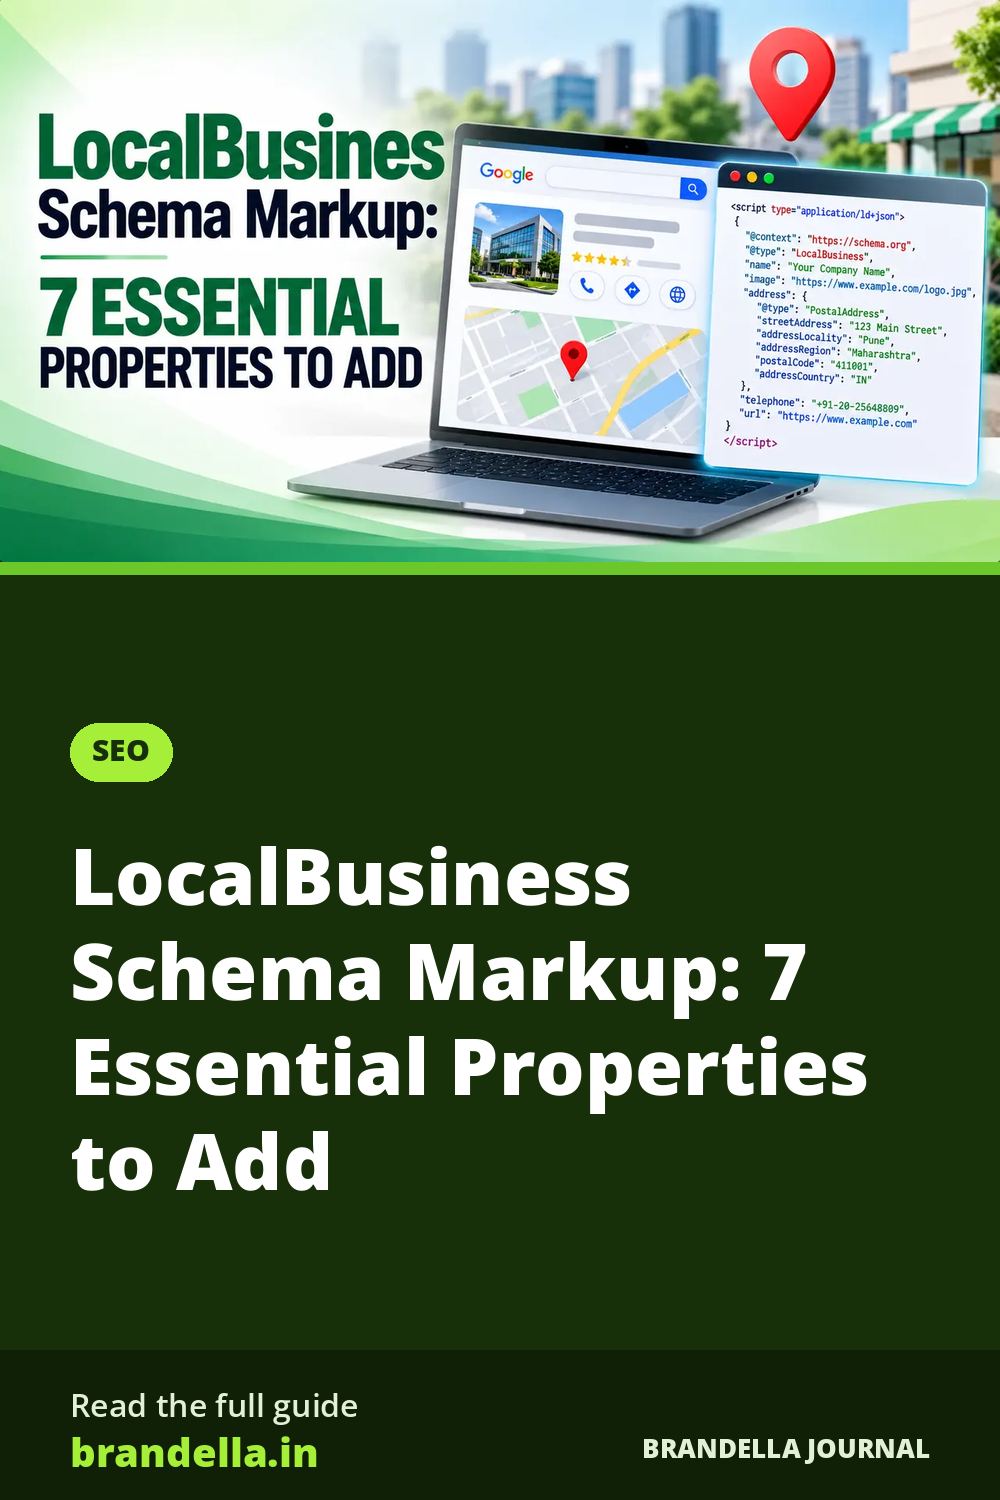 LocalBusines
Schema Markup:
7 ESSENTIAL
PROPERTIES TO ADD
Google
<script type="application/ld+json">
{
"@context": "https://schema.org",
"@type": "LocalBusiness",
"name": "Your Company Name",
"image": "https://www.example.com/logo.jpg",
"address": {
"@type": "PostalAddress",
"streetAddress": "123 Main Street",
"addressLocality": "Pune",
"addressRegion": "Maharashtra",
"postalCode": "411001",
"addressCountry": "IN"
},
"telephone": "+91-20-25648809",
"url": "https://www.example.com"
}
</script>
SEO
LocalBusiness
Schema Markup: 7
Essential Properties
to Add
Read the full guide
brandella.in
BRANDELLA JOURNAL